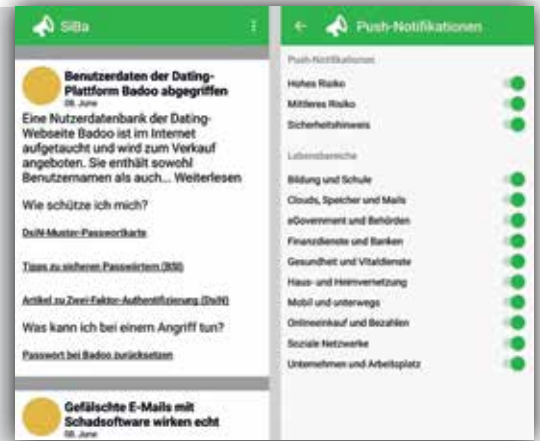 SiBa
Benutzerdaten der Dating-
Plattform Badoo abgegriffen
08. June
Eine Nutzerdatenbank der Dating-
Webseite Badoo ist im Internet
aufgetaucht und wird zum Verkauf
angeboten. Sie enthält sowohl
Benutzernamen als auch... Weiterlesen
Wie schütze ich mich?
DsiN-Muster-Passwortkarte
Tipps zu sicheren Passwörtern (BSI)
Artikel zu Zwei-Faktor-Authentifizierung (DsiN)
Was kann ich bei einem Angriff tun?
Passwort bei Badoo zurücksetzen
Gefälschte E-Mails mit
Schadsoftware wirken echt
08. June
Push-Notifikationen
Push-Notifikationen
Hohes Risiko
Mittleres Risiko
Sicherheitshinweis
Lebensbereiche
Bildung und Schule
Clouds, Speicher und Mails
eGovernment und Behörden
Finanzdienste und Banken
Gesundheit und Vitaldienste
Haus- und Heimvernetzung
Mobil und unterwegs
Onlineeinkauf und Bezahlen
Soziale Netzwerke
Unternehmen und Arbeitsplatz